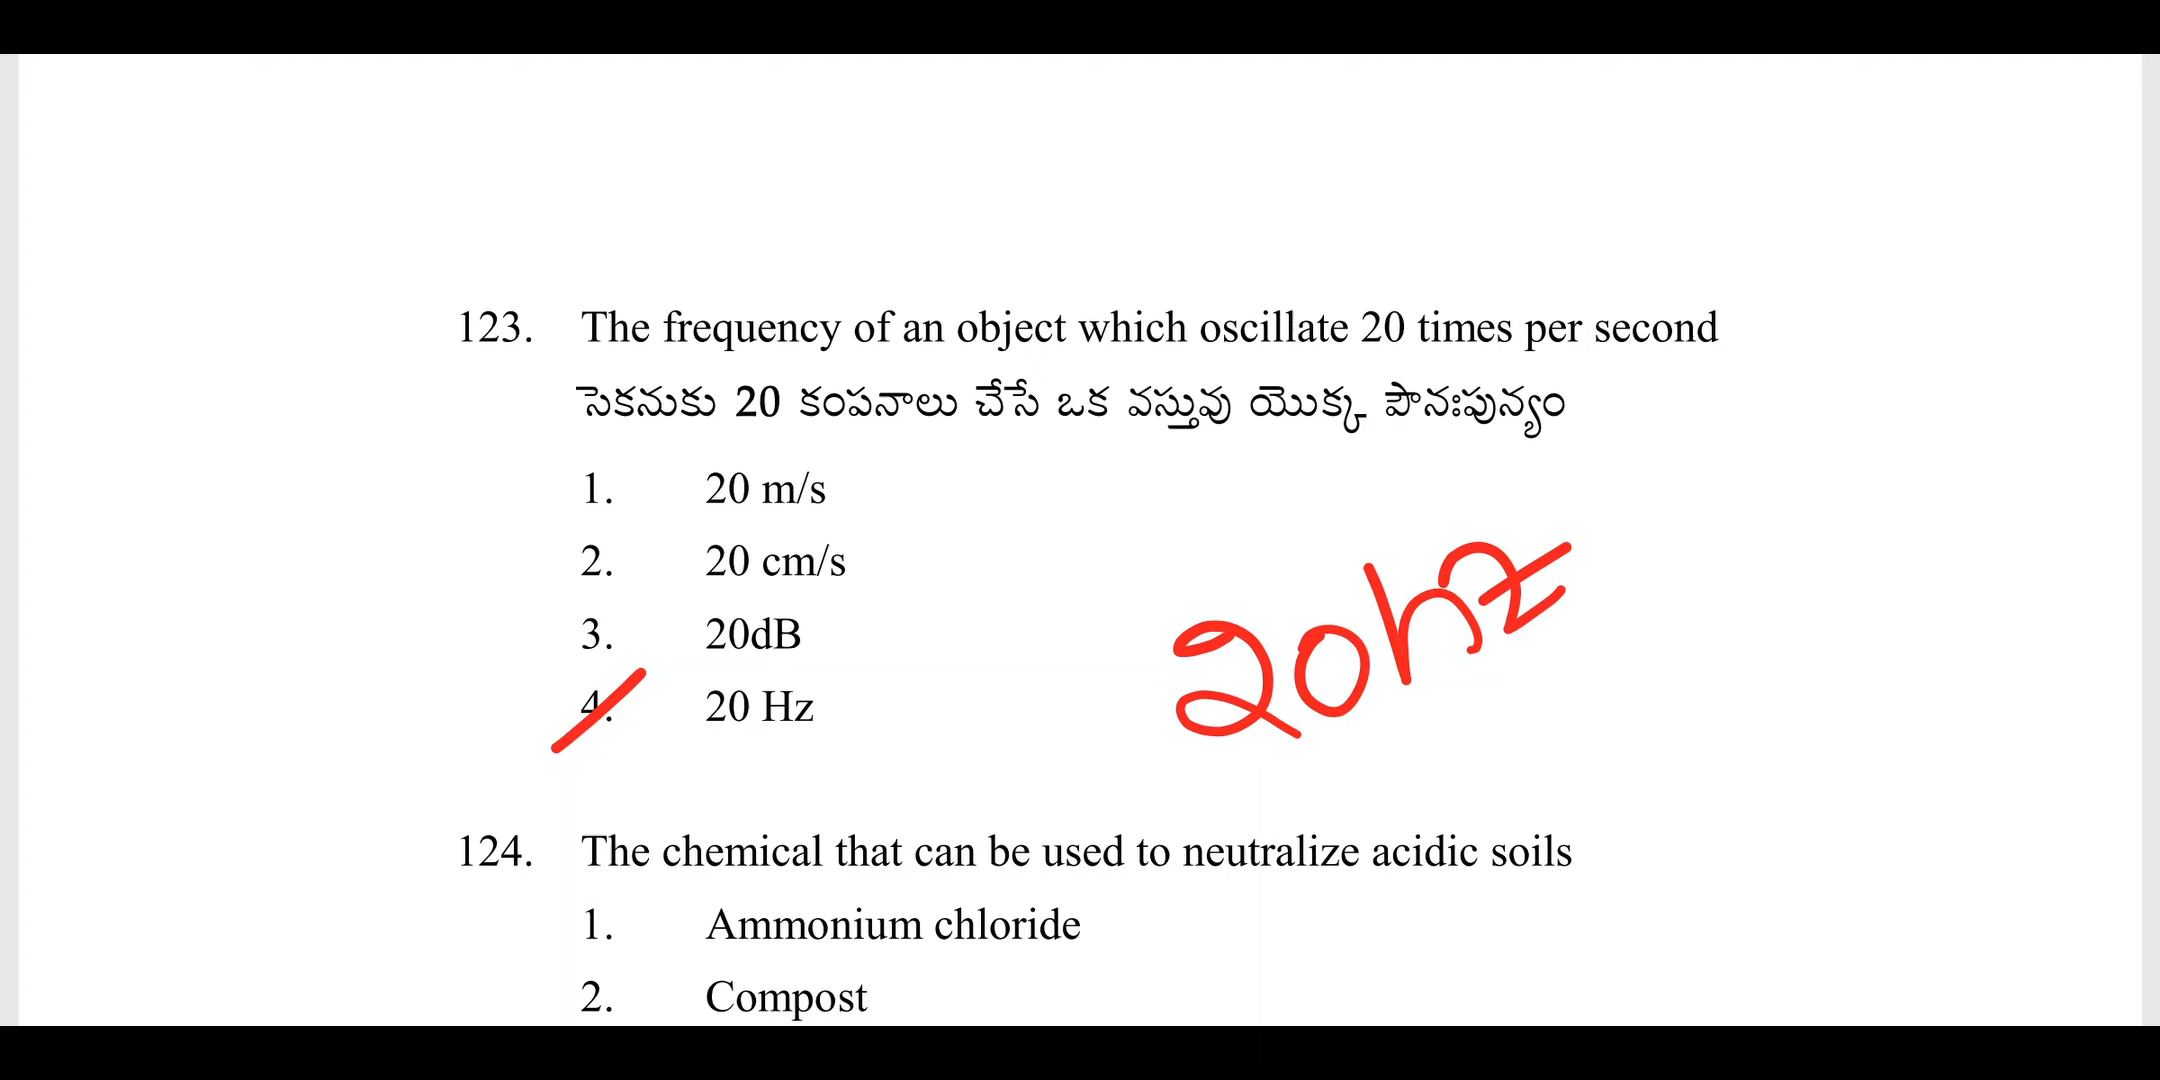 123. The frequency of an object which oscillate 20 times per second
సెకనుకు 20 కంపనాలు చేసే ఒక వస్తువు యొక్క పౌనఃపున్యం
1. 20 m/s
2. 20 cm/s
3. 20dB
4. 20 Hz
20hz
124. The chemical that can be used to neutralize acidic soils
1. Ammonium chloride
2. Compost